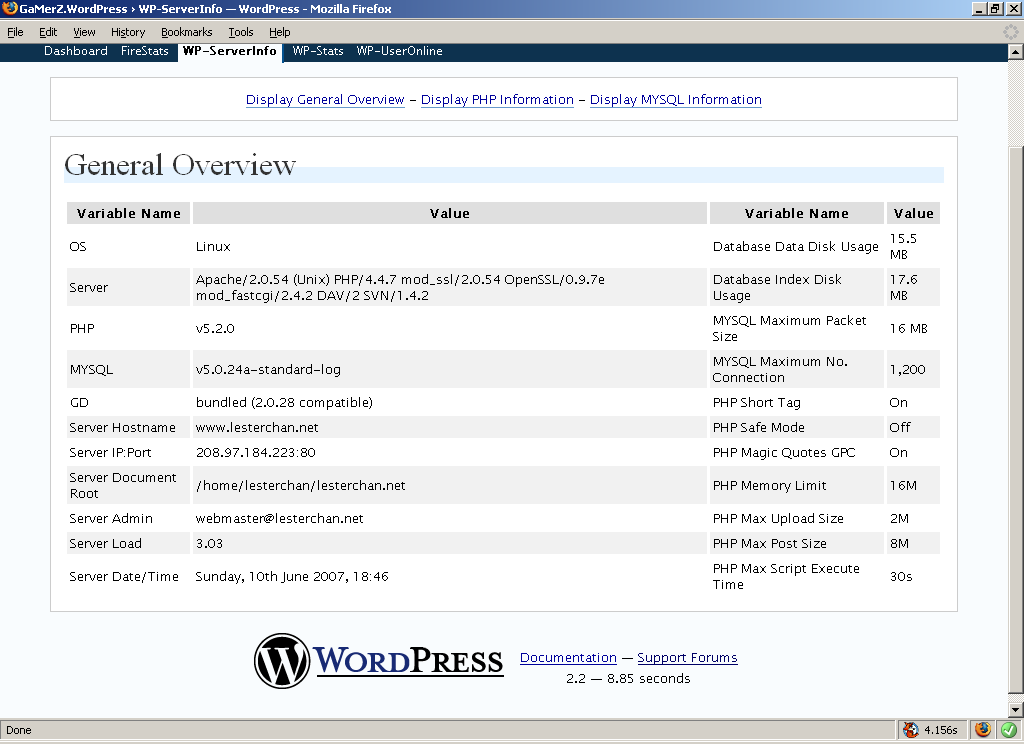 GaMerZ.WordPress › WP-ServerInfo — WordPress - Mozilla Firefox
File Edit View History Bookmarks Tools Help
Dashboard FireStats WP-ServerInfo WP-Stats WP-UserOnline
Display General Overview – Display PHP Information – Display MYSQL Information
General Overview
Variable Name Value Variable Name Value
OS Linux Database Data Disk Usage 15.5
MB
Server Apache/2.0.54 (Unix) PHP/4.4.7 mod_ssl/2.0.54 OpenSSL/0.9.7e
mod_fastcgi/2.4.2 DAV/2 SVN/1.4.2
Database Index Disk
Usage
17.6
MB
PHP v5.2.0 MYSQL Maximum Packet
Size
16 MB
MYSQL v5.0.24a-standard-log MYSQL Maximum No.
Connection
1,200
GD bundled (2.0.28 compatible) PHP Short Tag On
Server Hostname www.lesterchan.net PHP Safe Mode Off
Server IP:Port 208.97.184.223:80 PHP Magic Quotes GPC On
Server Document
Root
/home/lesterchan/lesterchan.net PHP Memory Limit 16M
Server Admin webmaster@lesterchan.net PHP Max Upload Size 2M
Server Load 3.03 PHP Max Post Size 8M
Server Date/Time Sunday, 10th June 2007, 18:46 PHP Max Script Execute
Time
30s
WORDPRESS
Documentation — Support Forums
2.2 — 8.85 seconds
Done 4.156s